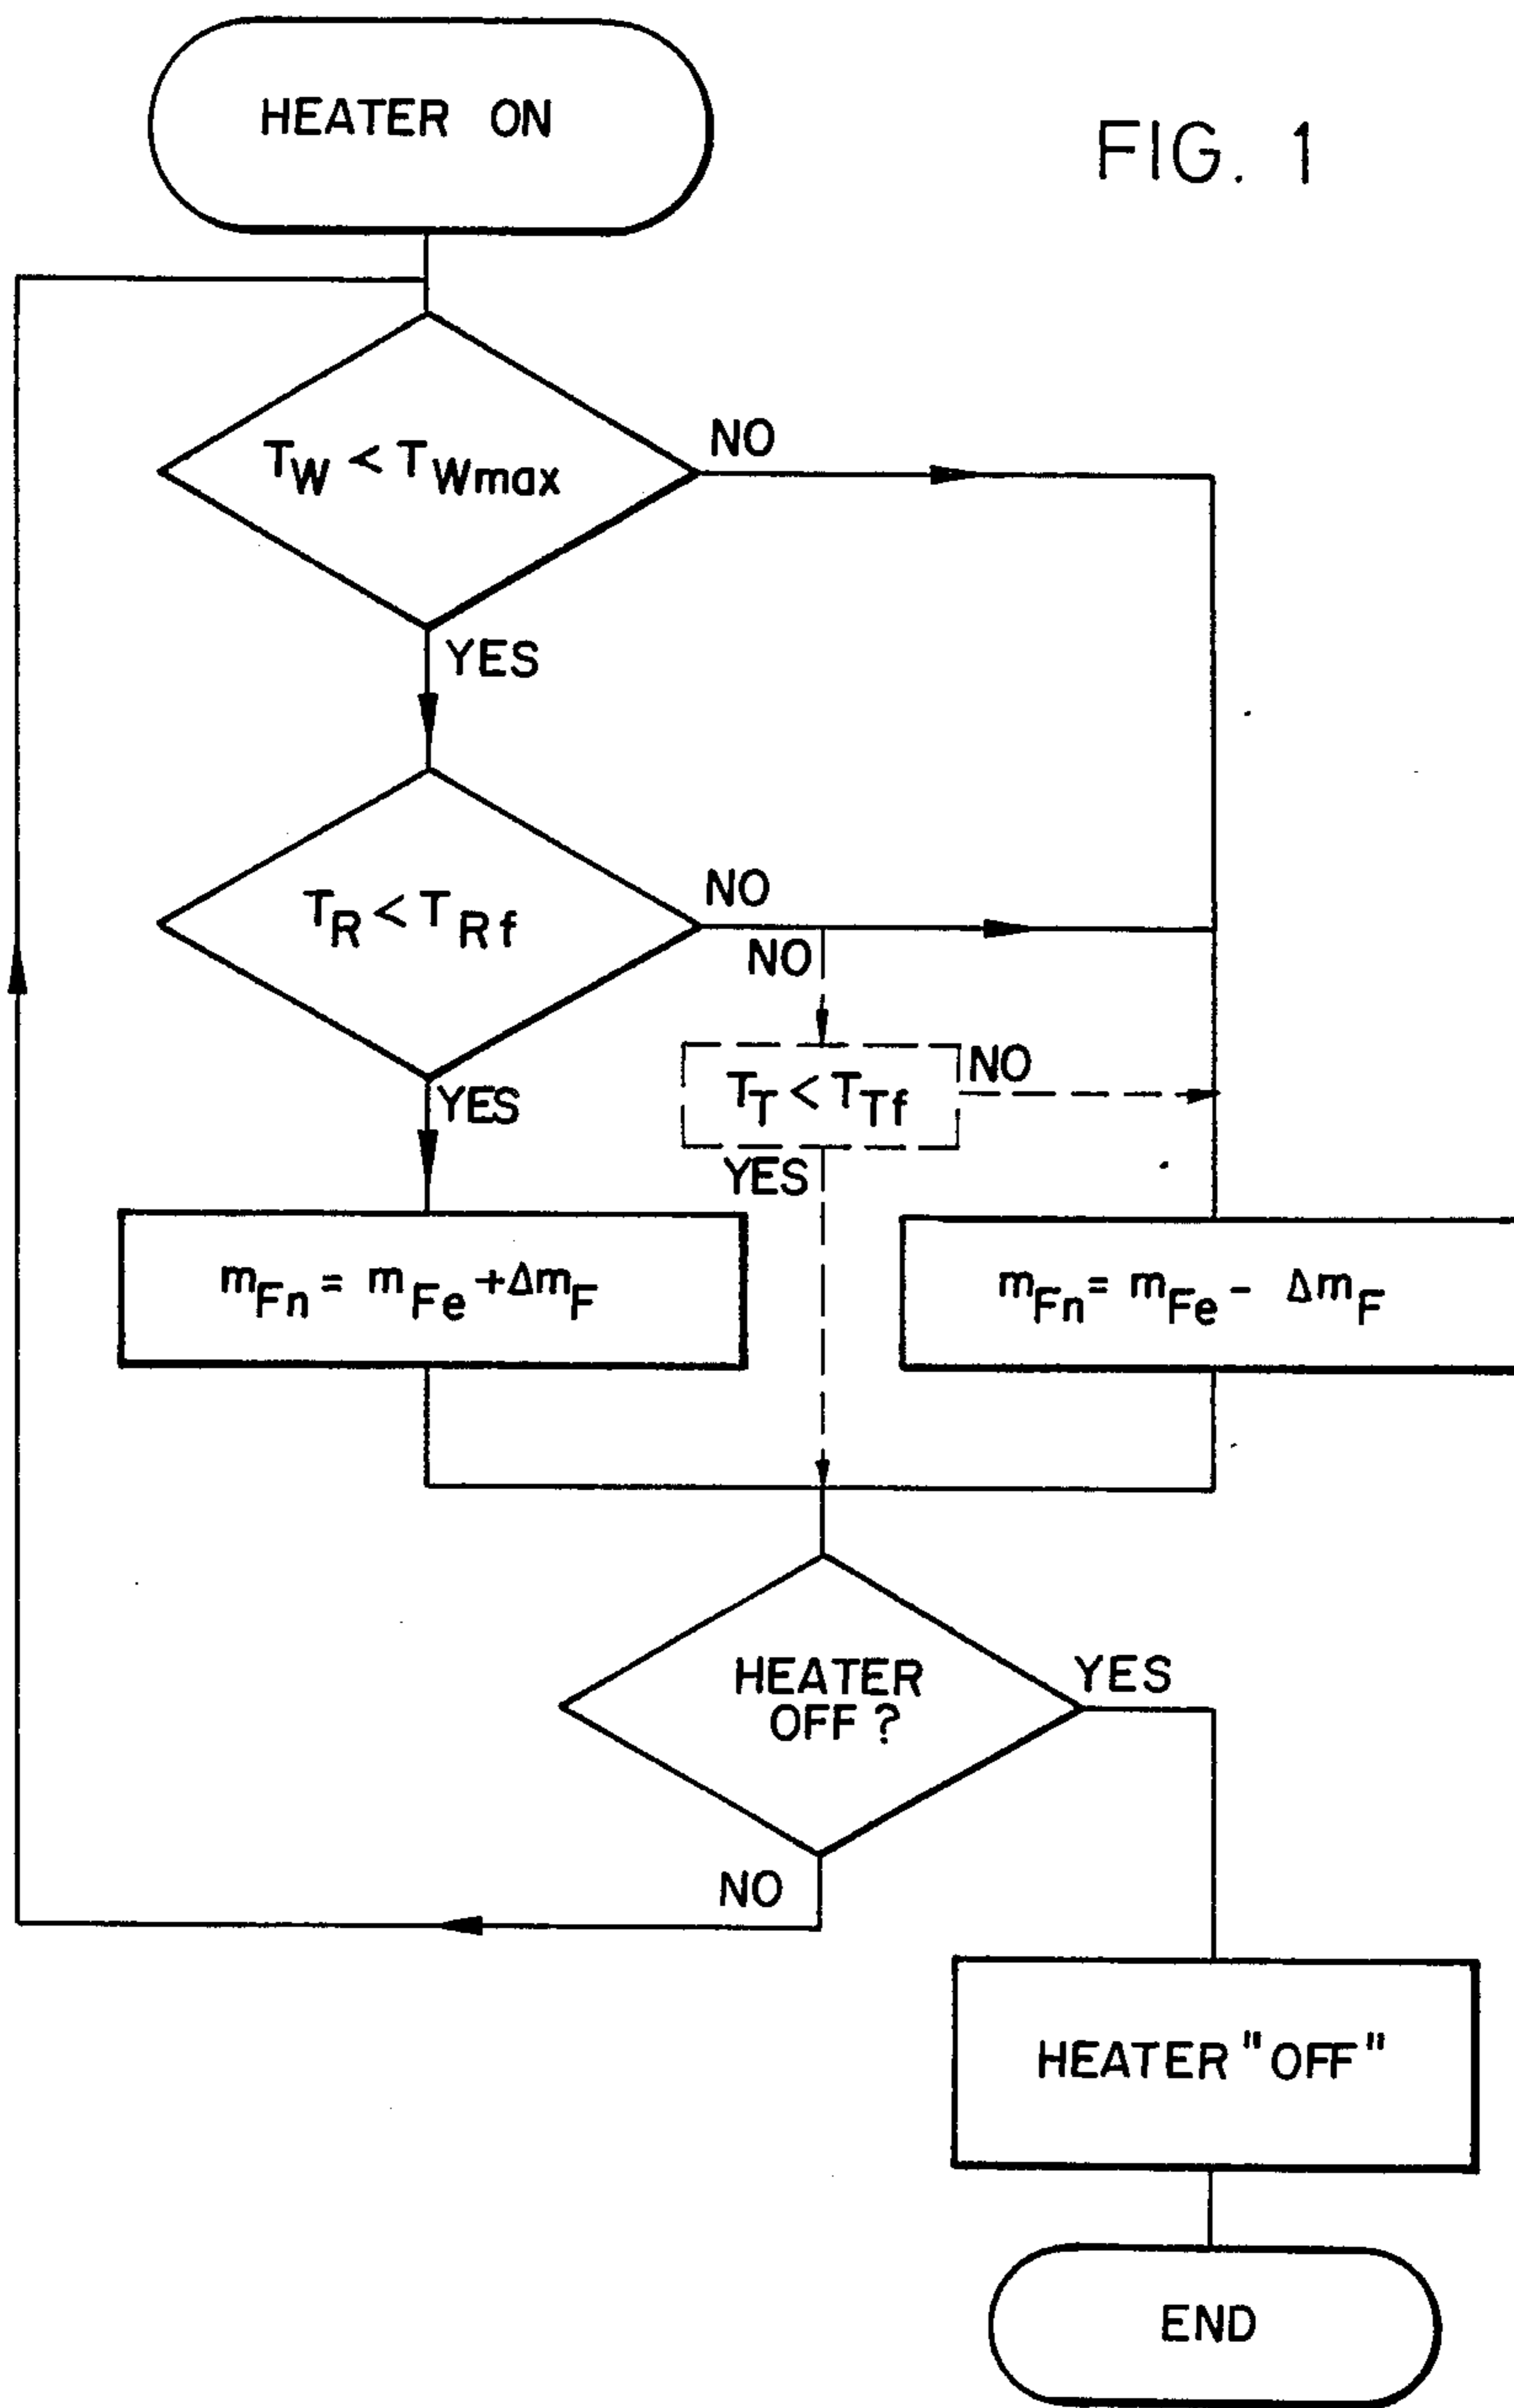 HEATER ON
FIG. 1
T_W < T_Wmax
NO
YES
T_R < T_Rf
NO
NO
T_T < T_Tf
NO
YES
YES
m_Fn = m_Fe + Δm_F
m_Fn = m_Fe - Δm_F
HEATER
OFF ?
YES
NO
HEATER "OFF"
END